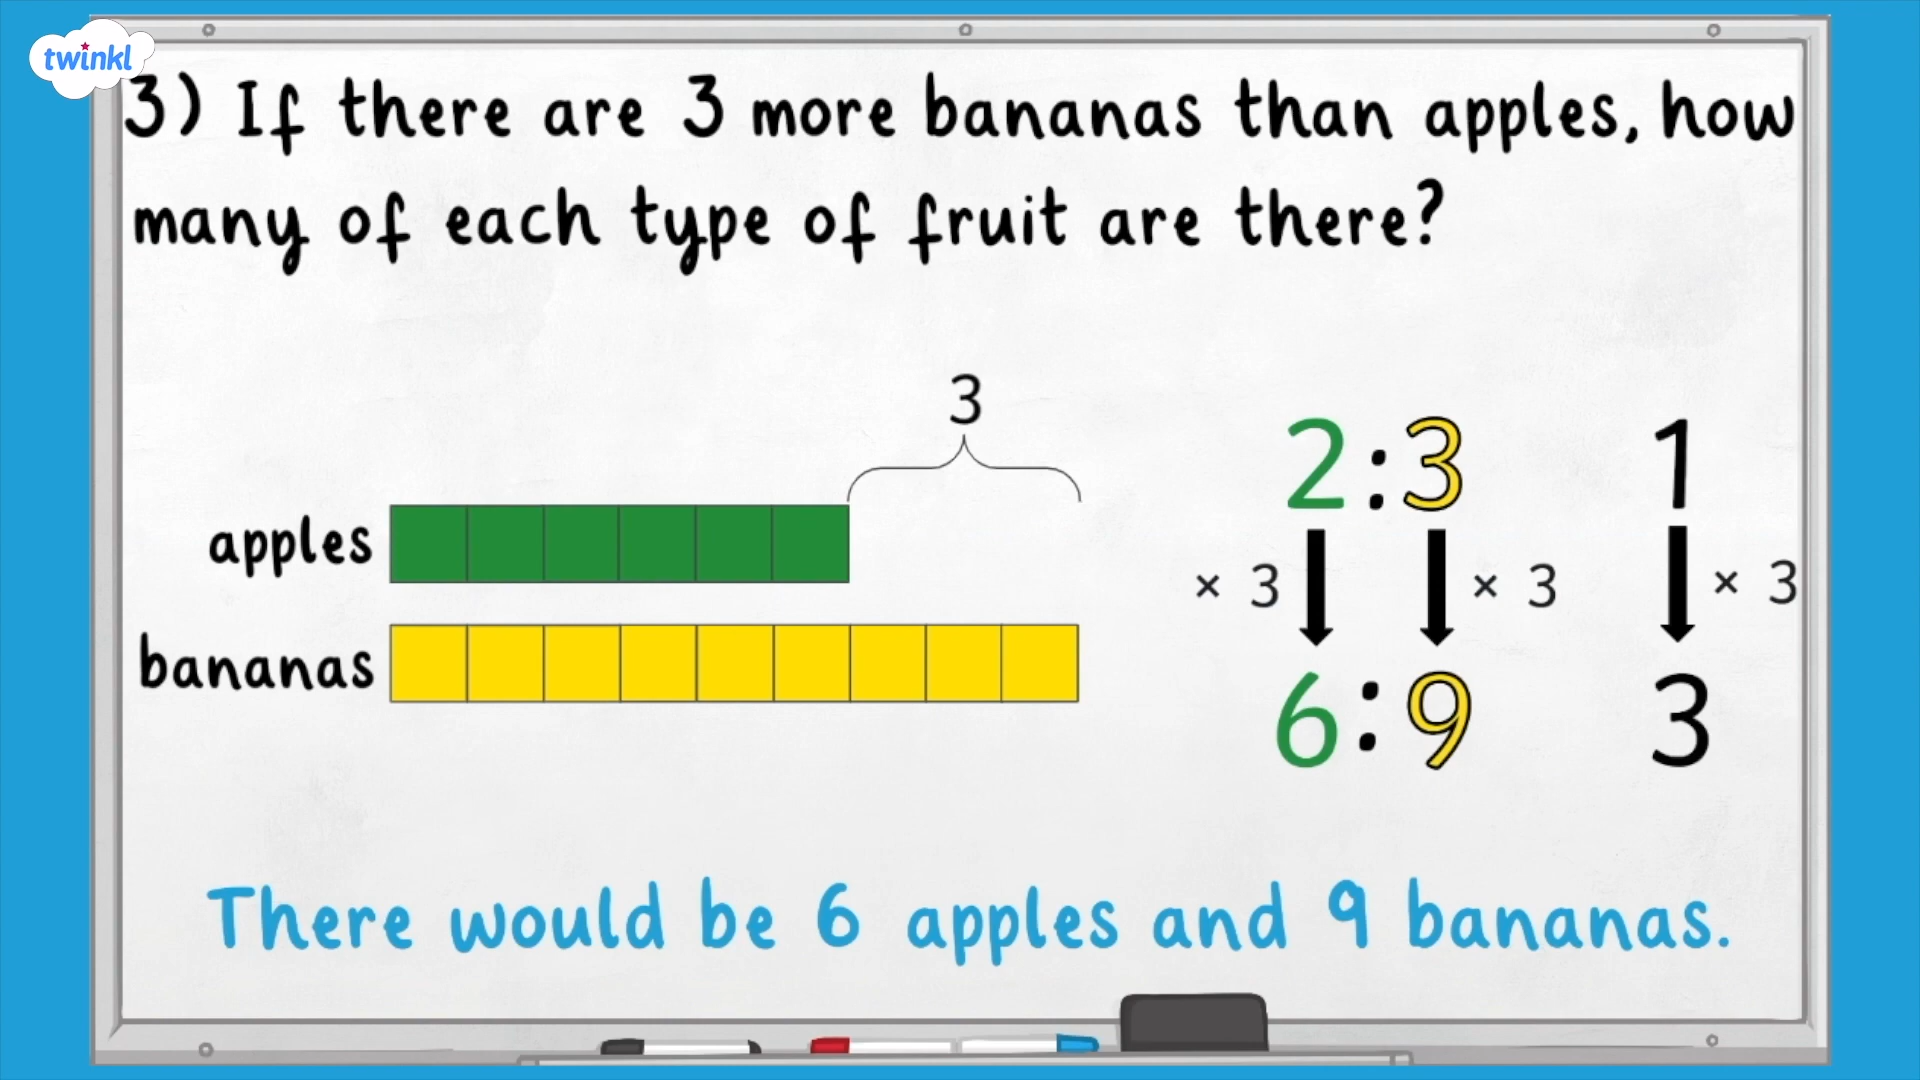 twinkl
3) If there are 3 more bananas than apples, how
many of each type of fruit are there?
3
apples
bananas
2:3 1
× 3 × 3 × 3
6:9 3
There would be 6 apples and 9 bananas.